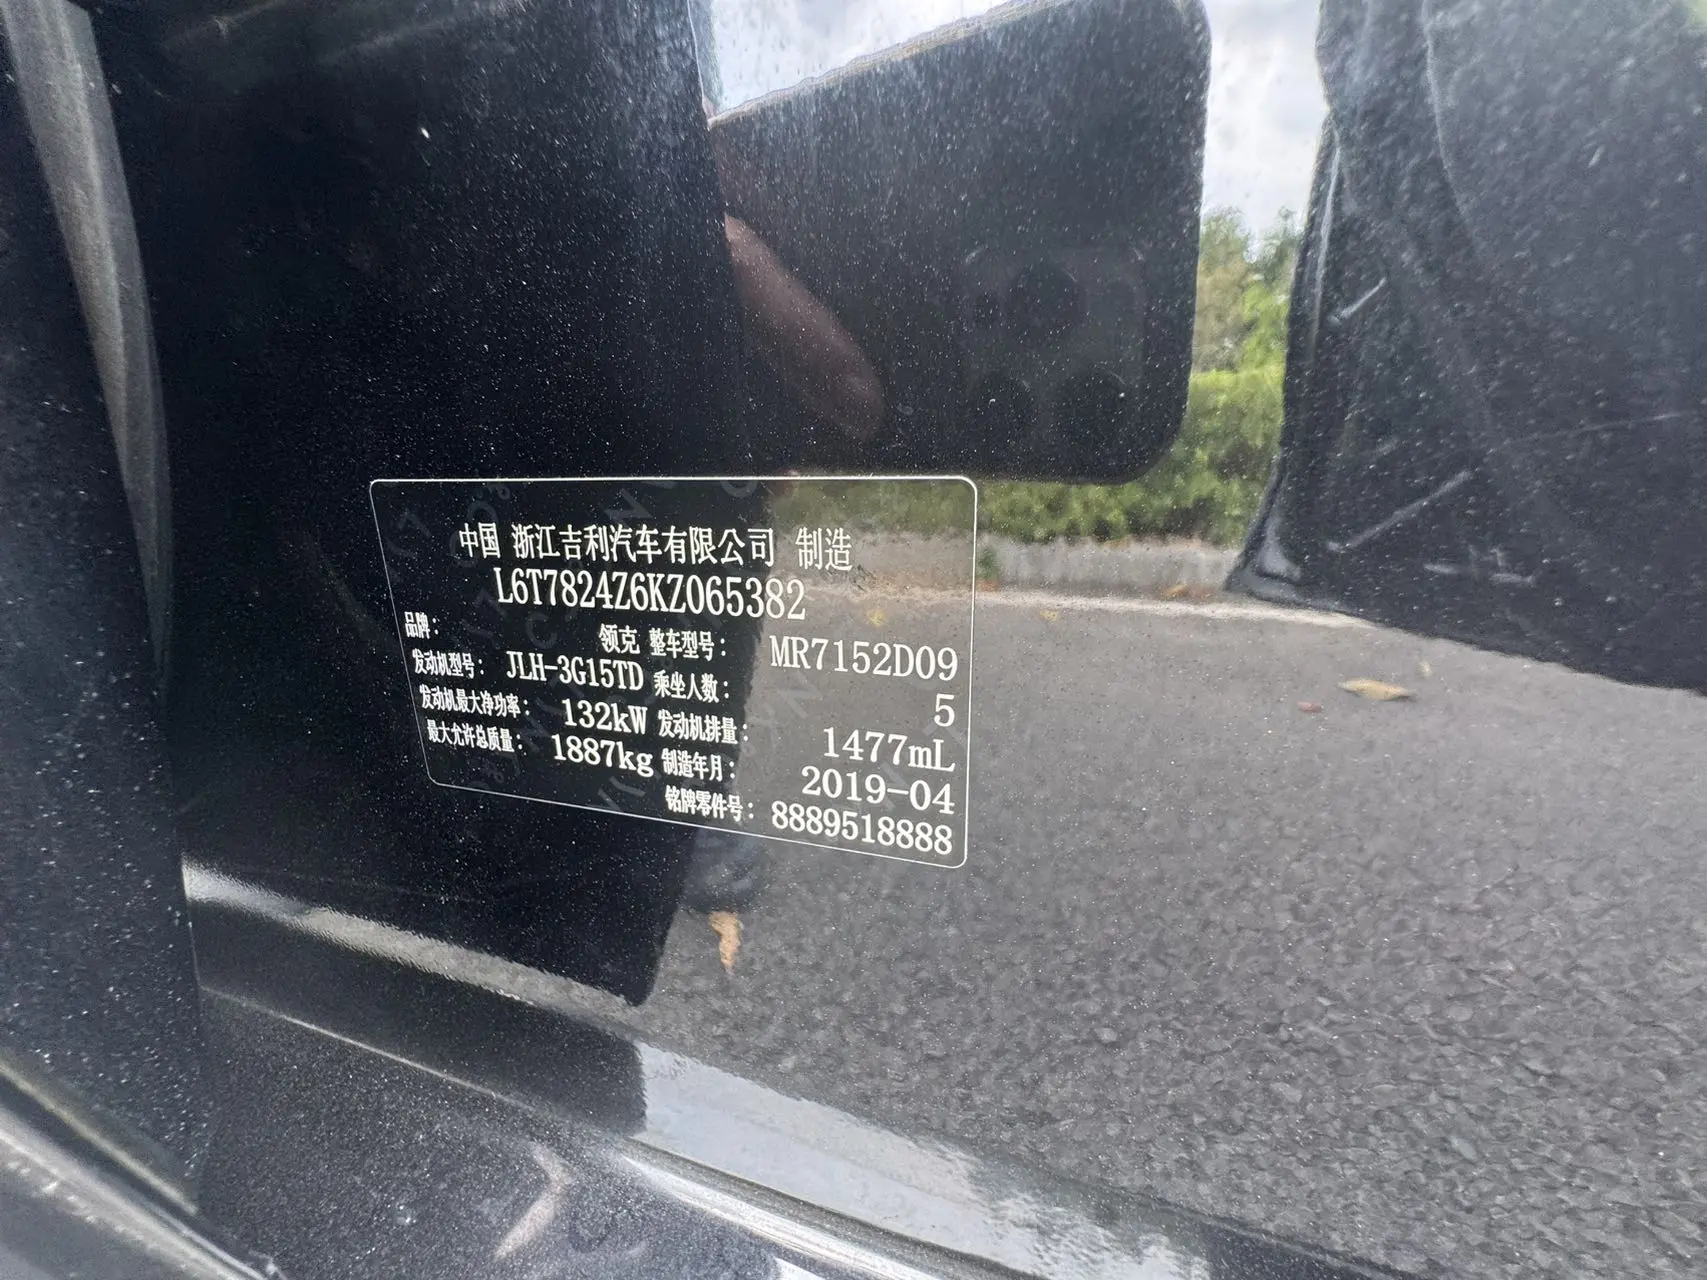 中国 浙江吉利汽车有限公司 制造
L6T7824Z6KZ065382
品牌： 领克 整车型号： MR7152D09
发动机型号： JLH-3G15TD 乘坐人数： 5
发动机最大净功率： 132kW 发动机排量： 1477mL
最大允许总质量： 1887kg 制造年月： 2019-04
铭牌零件号： 8889518888